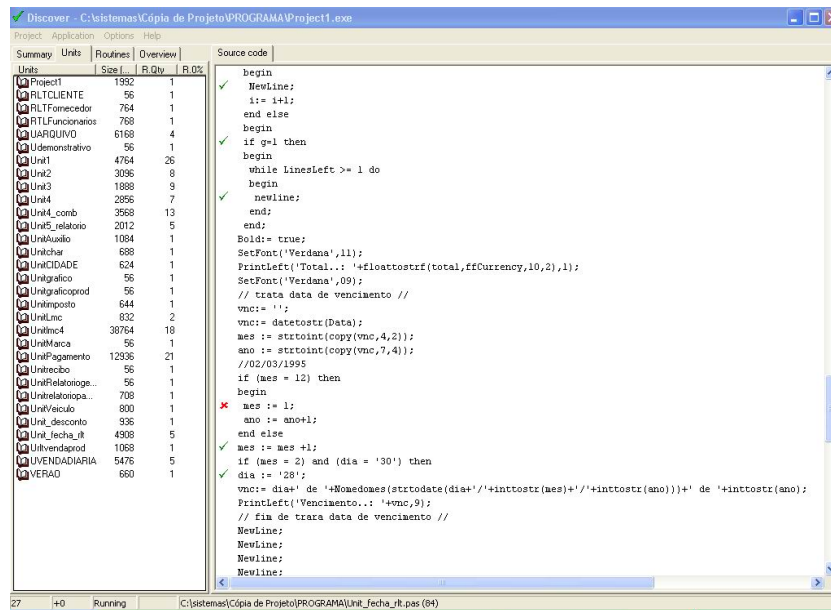 Discover - C:\sistemas\Cópia de Projeto\PROGRAMA\Project1.exe
Project Application Options Help
Summary Units Routines Overview
Units Size (... R.Qty R.0%
Project1 1992 1
RLTCLIENTE 56 1
RLTFornecedor 764 1
RTLFuncionarios 768 1
UARQUIVO 6168 4
Udemonstrativo 56 1
Unit1 4764 26
Unit2 3096 8
Unit3 1888 9
Unit4 2856 7
Unit4_comb 3568 13
Unit5_relatorio 2012 5
UnitAuxilio 1084 1
Unitchar 688 1
UnitCIDADE 624 1
Unitgrafico 56 1
Unitgraficoprod 56 1
Unitimposto 644 1
UnitLmc 832 2
Unitlmc4 38764 18
UnitMarca 56 1
UnitPagamento 12936 21
Unitrecibo 56 1
UnitRelatorioge... 56 1
Unitrelatoriopa... 708 1
UnitVeiculo 800 1
Unit_desconto 936 1
Unit_fecha_rlt 4908 5
Urltvendaprod 1068 1
UVENDADIARIA 5476 5
VERAO 660 1
Source code
begin
NewLine;
i:= i+1;
end else
begin
if g=1 then
begin
while LinesLeft >= 1 do
begin
newline;
end;
end;
Bold:= true;
SetFont('Verdana',11);
PrintLeft('Total..: '+floattostrf(total,ffCurrency,10,2),1);
SetFont('Verdana',09);
// trata data de vencimento //
vnc:= '';
vnc:= datetostr(Data);
mes := strtoint(copy(vnc,4,2));
ano := strtoint(copy(vnc,7,4));
//02/03/1995
if (mes = 12) then
begin
mes := 1;
ano := ano+1;
end else
mes := mes +1;
if (mes = 2) and (dia = '30') then
dia := '28';
vnc:= dia+' de '+Nomedomes(strtodate(dia+'/'+inttostr(mes)+'/'+inttostr(ano)))+' de '+inttostr(ano);
PrintLeft('Vencimento..: '+vnc,9);
// fim de trara data de vencimento //
NewLine;
NewLine;
Newline;
Newline;
27 +0 Running C:\sistemas\Cópia de Projeto\PROGRAMA\Unit_fecha_rlt.pas (84)